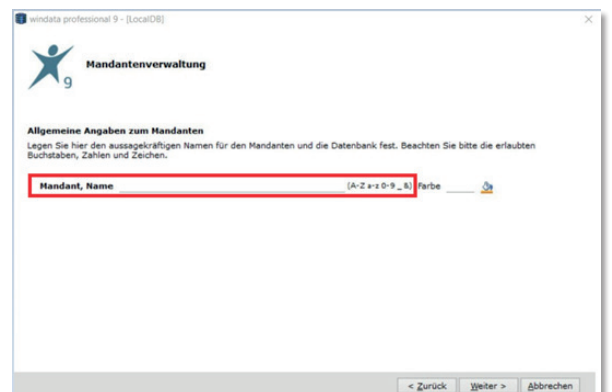 windata professional 9 - [LocalDB]
9
Mandantenverwaltung
Allgemeine Angaben zum Mandanten
Legen Sie hier den aussagekräftigen Namen für den Mandanten und die Datenbank fest. Beachten Sie bitte die erlaubten
Buchstaben, Zahlen und Zeichen.
Mandant, Name (A-Z a-z 0-9 _ &) Farbe
< Zurück Weiter > Abbrechen